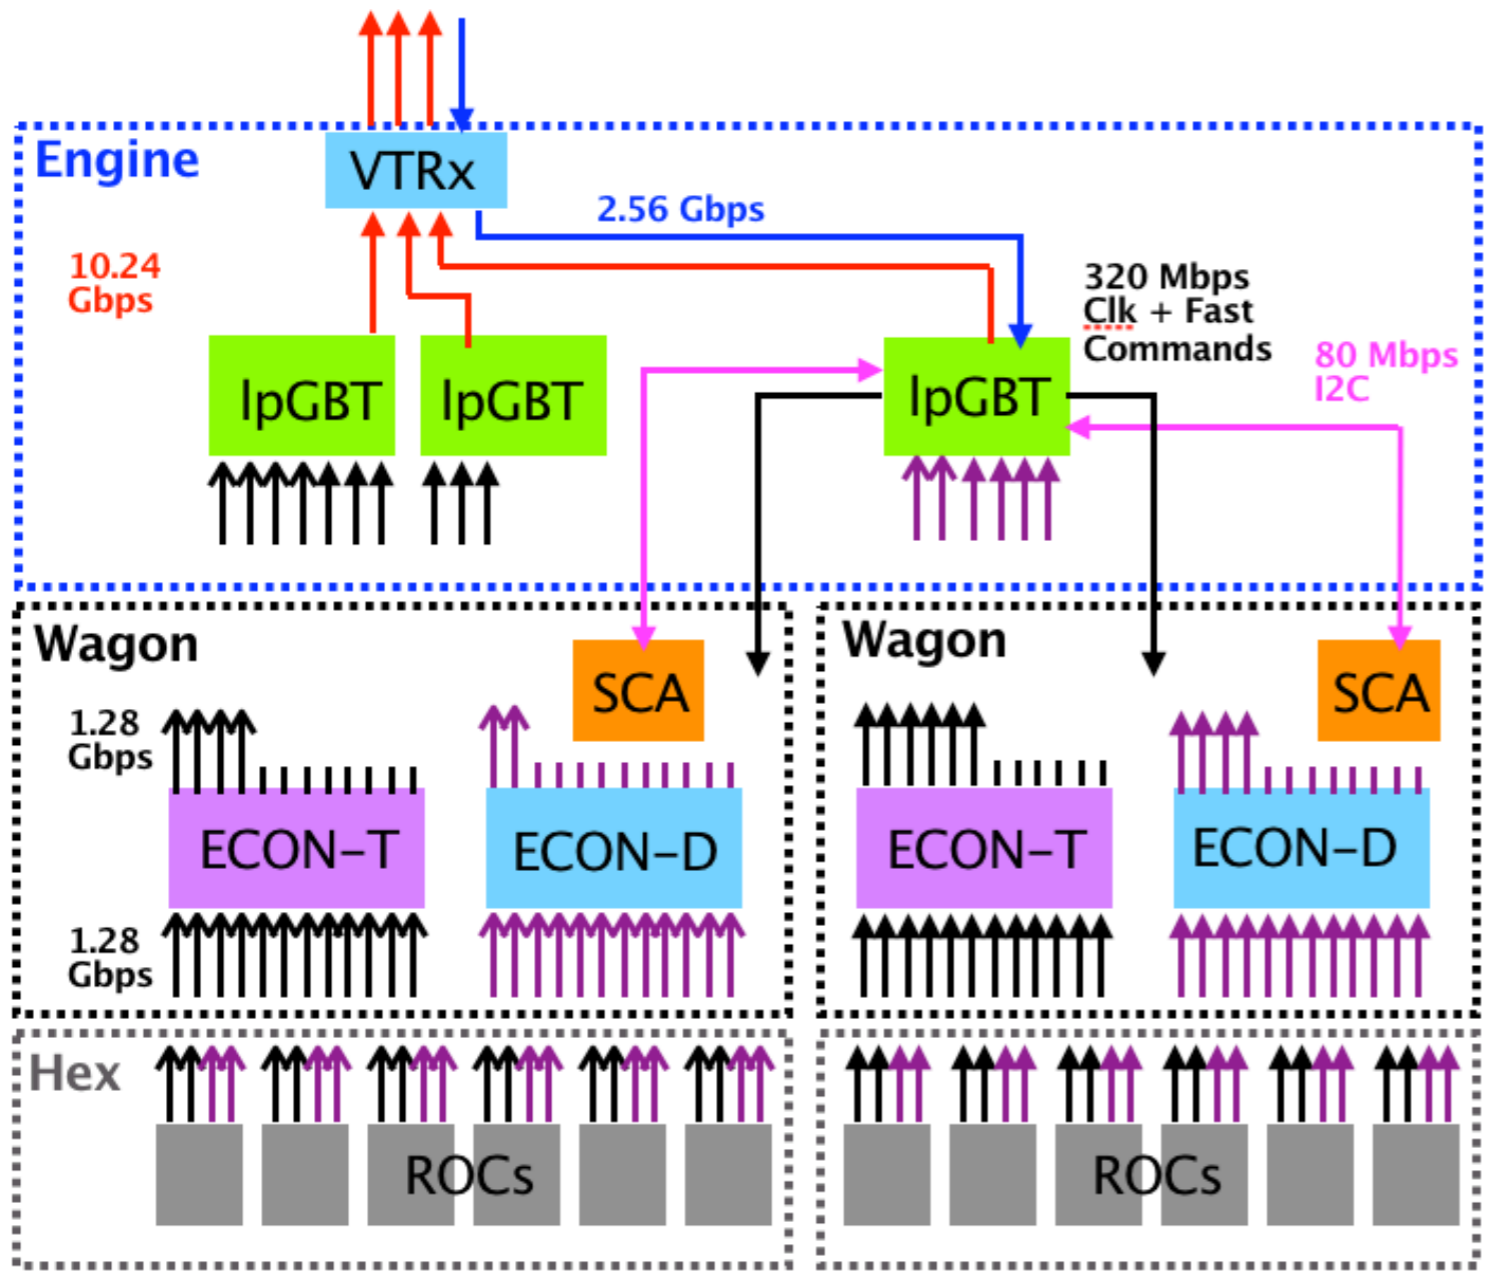 Engine
VTRx
2.56 Gbps
10.24
Gbps
320 Mbps
Clk + Fast
Commands
80 Mbps
I2C
lpGBT
lpGBT
lpGBT
Wagon
SCA
1.28
Gbps
ECON-T
ECON-D
1.28
Gbps
Wagon
SCA
ECON-T
ECON-D
Hex
ROCs
ROCs